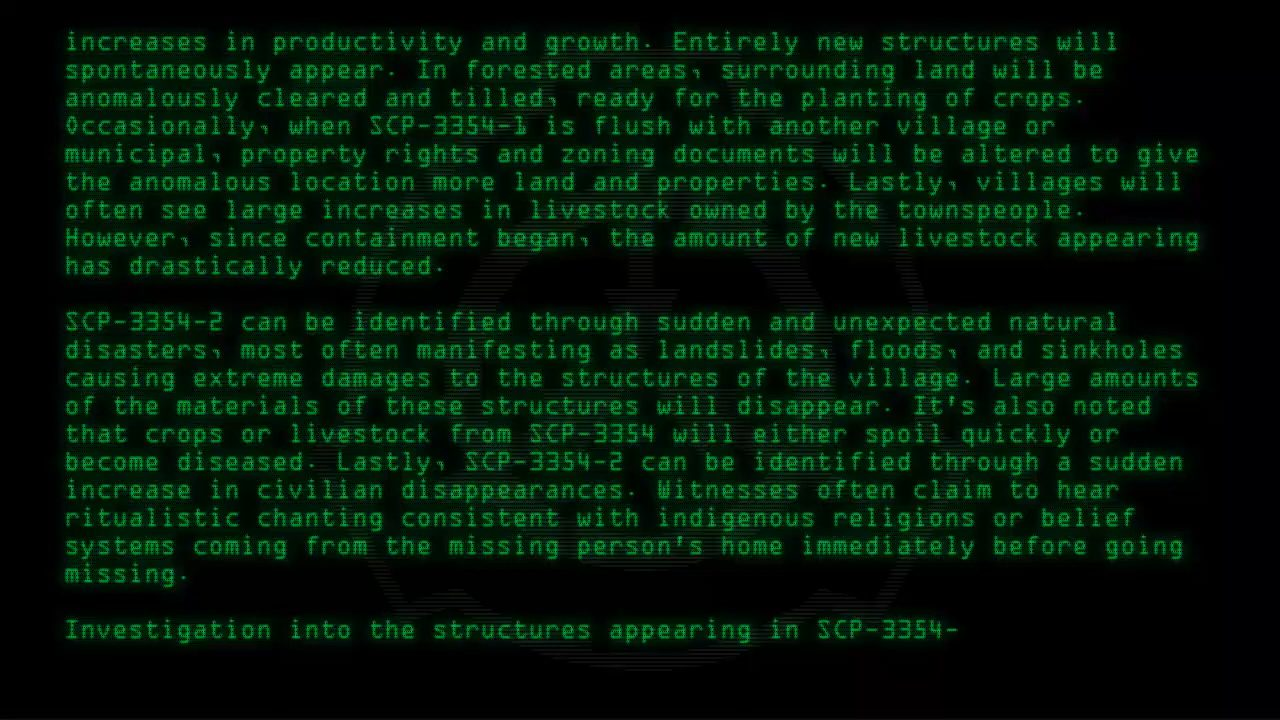 increases in productivity and growth. Entirely new structures will
spontaneously appear. In forested areas, surrounding land will be
anomalously cleared and tilled, ready for the planting of crops.
Occasionally, when SCP-3354-1 is flush with another village or
municipal, property rights and zoning documents will be altered to give
the anomalous location more land and properties. Lastly, villages will
often see large increases in livestock owned by the townspeople.
However, since containment began, the amount of new livestock appearing
has drastically reduced.
SCP-3354-2 can be identified through sudden and unexpected natural
disasters, most often manifesting as landslides, floods, and sinkholes
causing extreme damages to the structures of the village. Large amounts
of the materials of these structures will disappear. It's also noted
that crops or livestock from SCP-3354 will either spoil quickly or
become diseased. Lastly, SCP-3354-2 can be identified through a sudden
increase in civilian disappearances. Witnesses often claim to hear
ritualistic chanting consistent with indigenous religions or belief
systems coming from the missing person's home immediately before going
missing.
Investigation into the structures appearing in SCP-3354-